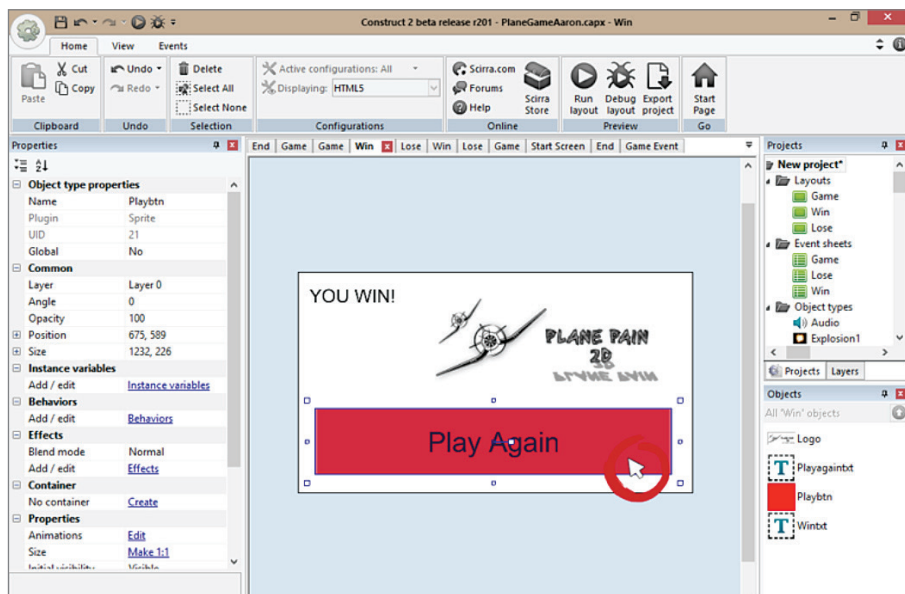 Construct 2 beta release r201 - PlaneGameAaron.capx - Win
Home View Events
Paste
Cut
Copy
Clipboard
Undo
Redo
Undo
Delete
Select All
Select None
Selection
Active configurations: All
Displaying: HTML5
Configurations
Scirra.com
Forums
Help
Scirra Store
Online
Run layout
Debug layout
Export project
Preview
Start Page
Go
Properties
Object type properties
Name Playbtn
Plugin Sprite
UID 21
Global No
Common
Layer Layer 0
Angle 0
Opacity 100
Position 675, 589
Size 1232, 226
Instance variables
Add / edit Instance variables
Behaviors
Add / edit Behaviors
Effects
Blend mode Normal
Add / edit Effects
Container
No container Create
Properties
Animations Edit
Size Make 1:1
Initial visibility Visible
End Game Game Win Lose Win Lose Game Start Screen End Game Event
YOU WIN!
PLANE PAIN
2D
Play Again
Projects
New project*
Layouts
Game
Win
Lose
Event sheets
Game
Lose
Win
Object types
Audio
Explosion1
Projects Layers
Objects
All 'Win' objects
Logo
T Playagaintxt
Playbtn
T Wintxt